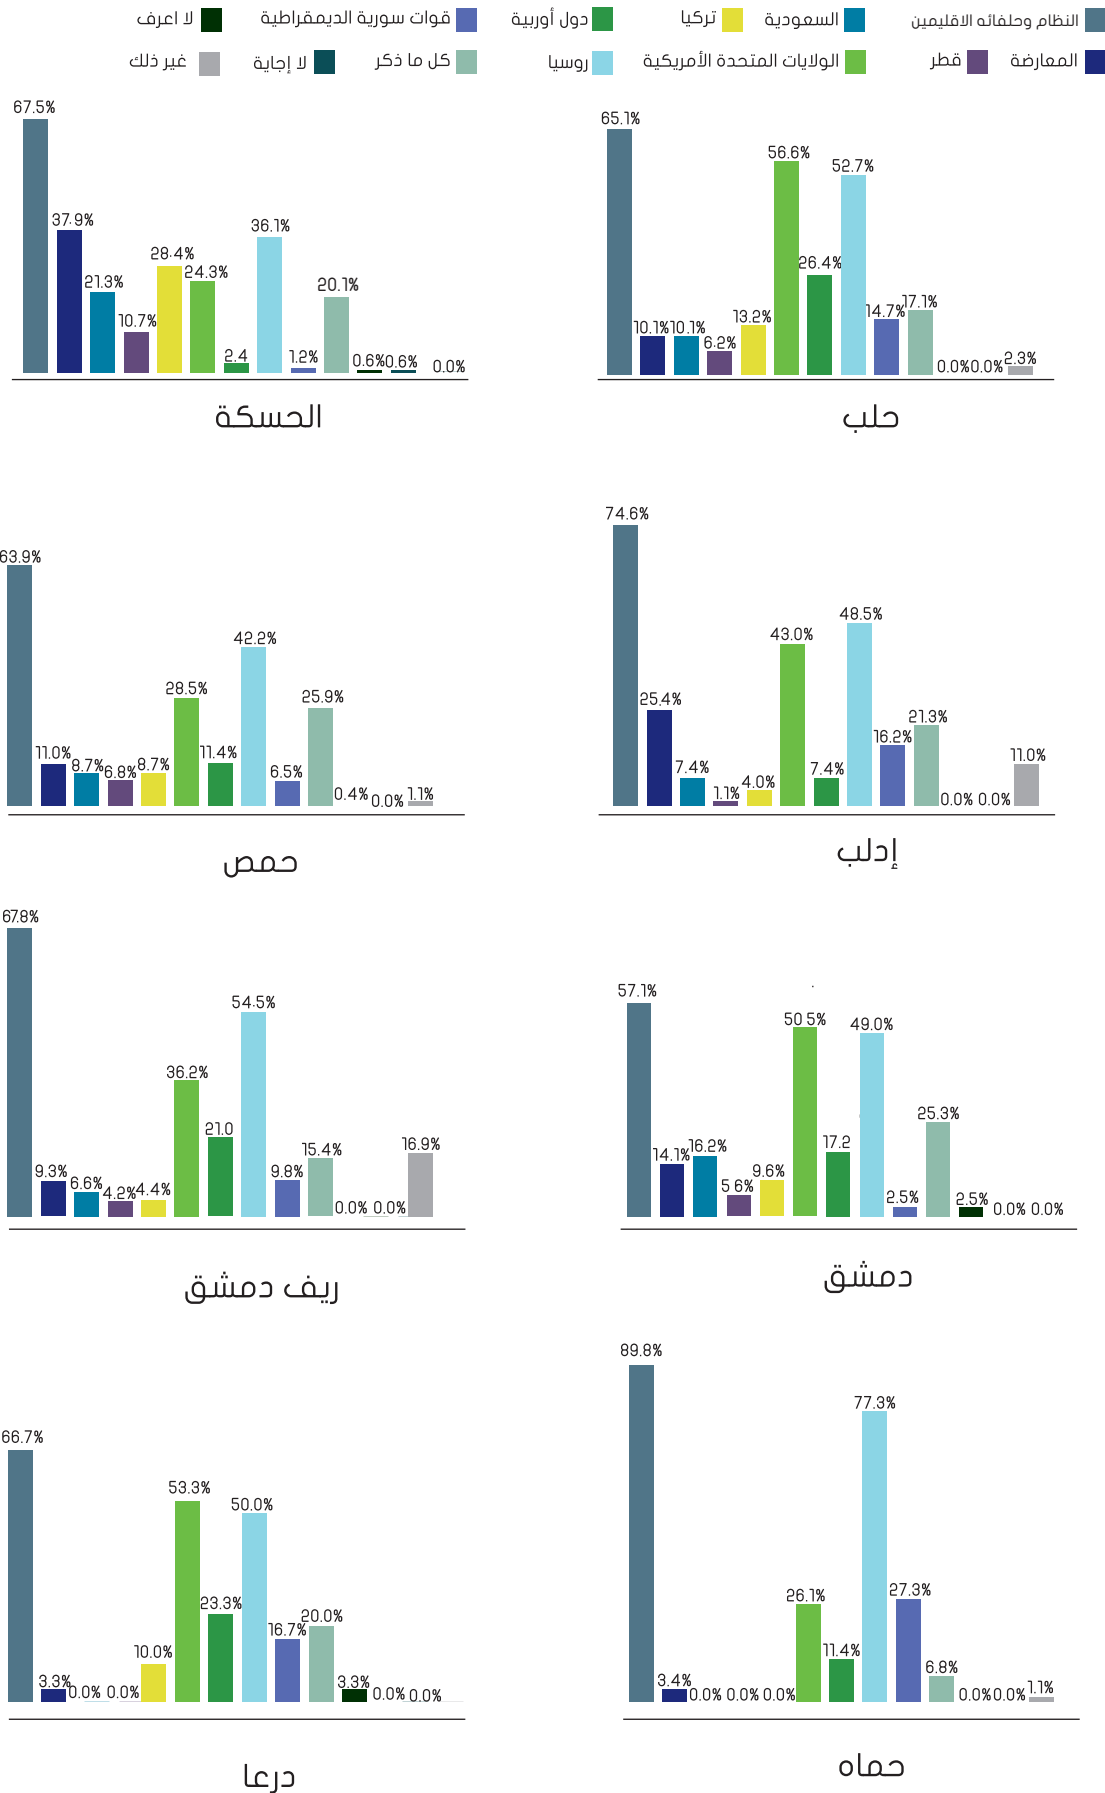 النظام وحلفائه الاقليمين السعودية تركيا دول أوربية قوات سورية الديمقراطية لا اعرف
المعارضة قطر الولايات المتحدة الأمريكية روسيا كل ما ذكر لا إجابة غير ذلك
65.1% 10.1% 10.1% 6.2% 13.2% 56.6% 26.4% 52.7% 14.7% 17.1% 0.0% 0.0% 2.3%
حلب
67.5% 37.9% 21.3% 10.7% 28.4% 24.3% 2.4 36.1% 1.2% 20.1% 0.6% 0.6% 0.0%
الحسكة
74.6% 25.4% 7.4% 1.1% 4.0% 43.0% 7.4% 48.5% 16.2% 21.3% 0.0% 0.0% 11.0%
إدلب
63.9% 11.0% 8.7% 6.8% 8.7% 28.5% 11.4% 42.2% 6.5% 25.9% 0.4% 0.0% 1.1%
حمص
57.1% 14.1% 16.2% 5 6% 9.6% 50 5% 17.2 49.0% 2.5% 25.3% 2.5% 0.0% 0.0%
دمشق
67.8% 9.3% 6.6% 4.2% 4.4% 36.2% 21.0 54.5% 9.8% 15.4% 0.0% 0.0% 16.9%
ريف دمشق
89.8% 3.4% 0.0% 0.0% 0.0% 26.1% 11.4% 77.3% 27.3% 6.8% 0.0% 0.0% 1.1%
حماه
66.7% 3.3% 0.0% 0.0% 10.0% 53.3% 23.3% 50.0% 16.7% 20.0% 3.3% 0.0% 0.0%
درعا